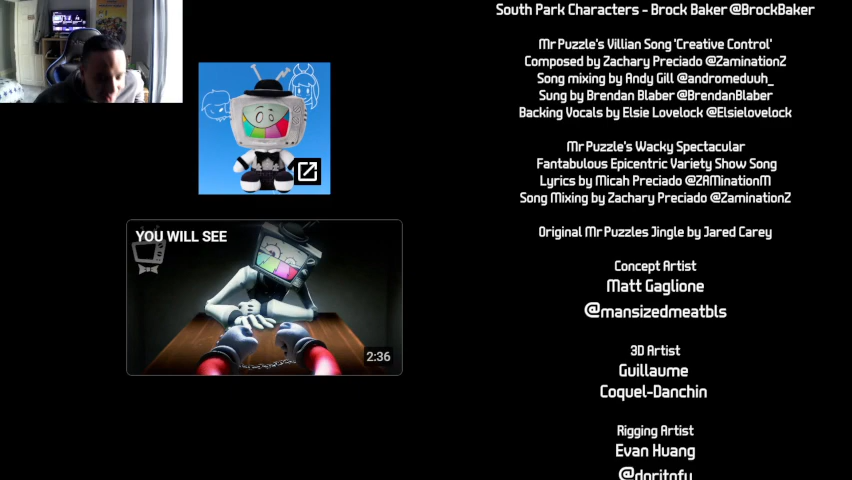 South Park Characters - Brock Baker @BrockBaker
Mr Puzzle's Villian Song 'Creative Control'
Composed by Zachary Preciado @ZaminationZ
Song mixing by Andy Gill @andromeduuh_
Sung by Brendan Blaber @BrendanBlaber
Backing Vocals by Elsie Lovelock @Elsielovelock
Mr Puzzle's Wacky Spectacular
Fantabulous Epicentric Variety Show Song
Lyrics by Micah Preciado @ZAMinationM
Song Mixing by Zachary Preciado @ZaminationZ
Original Mr Puzzles Jingle by Jared Carey
Concept Artist
Matt Gaglione
@mansizedmeatbls
3D Artist
Guillaume
Coquel-Danchin
Rigging Artist
Evan Huang
@doritofu
YOU WILL SEE
2:36